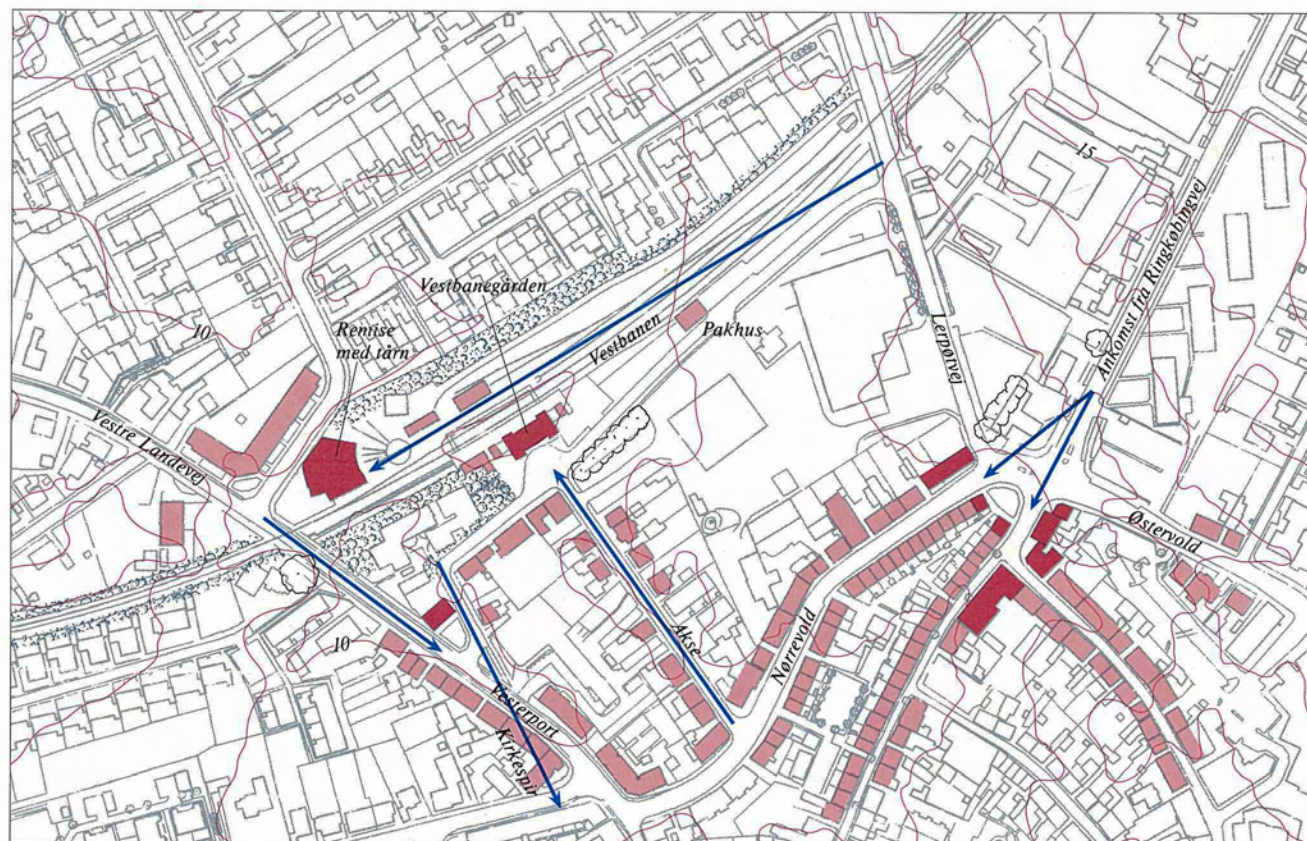 15
Ankomst fra Ringkøbingvej
Vestbanegården
10
Remise
med tårn
Vestbanen
Pakhus
Lerpøtvej
Vestre Landevej
Østervold
Akse
10
Nørrevold
Vesterport
Kirkespir